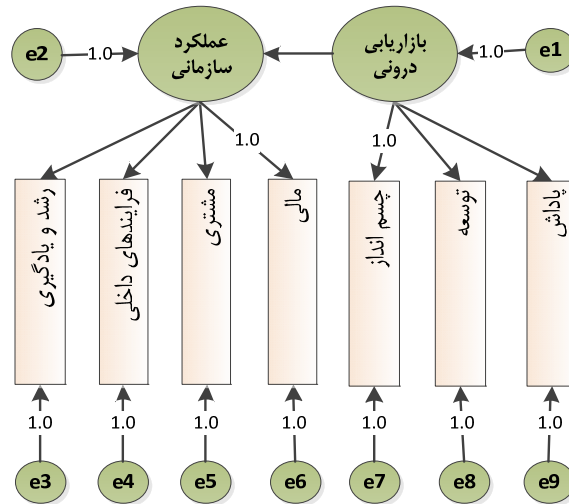 عملکرد
سازمانی
بازاریابی
درونی
e2
1.0
1.0
e1
1.0
1.0
رشد و یادگیری
فرایندهای داخلی
مشتری
مالی
چسم انداز
توسعه
پاداش
1.0
1.0
1.0
1.0
1.0
1.0
1.0
e3
e4
e5
e6
e7
e8
e9